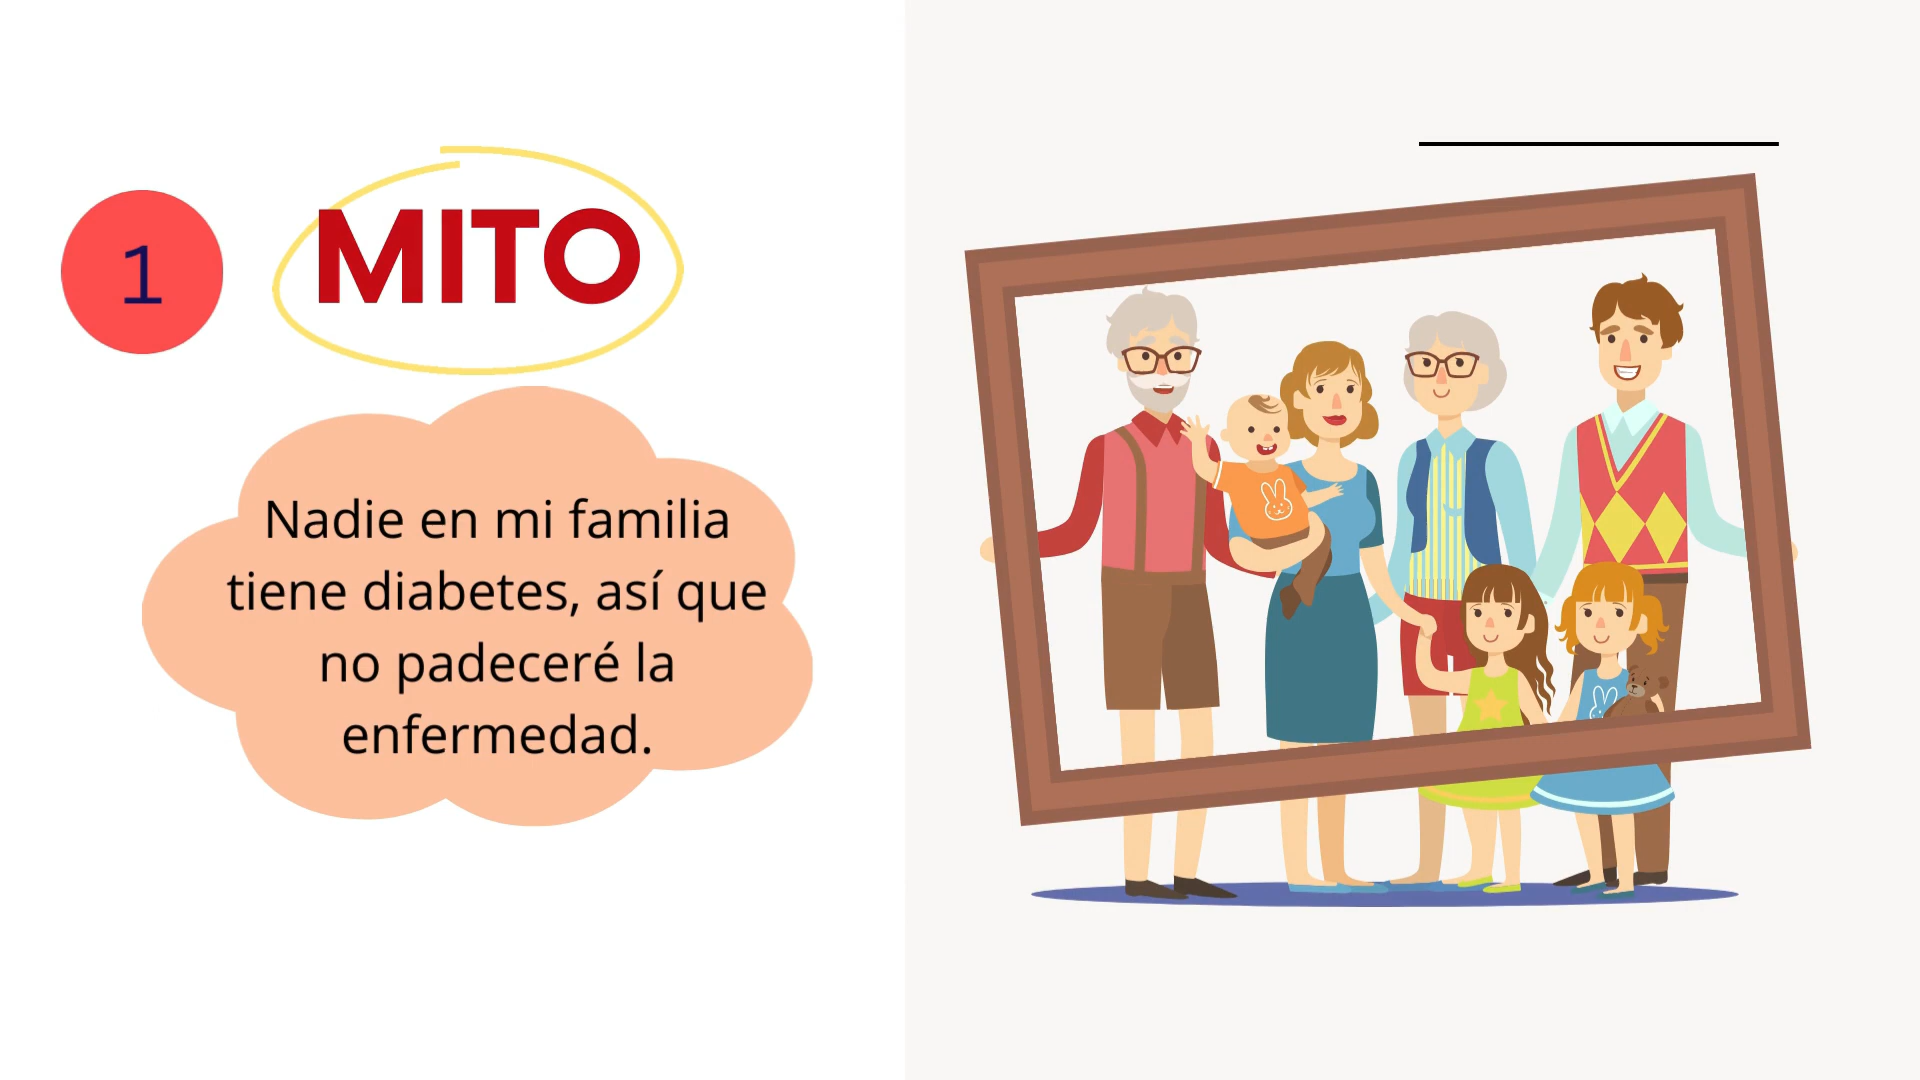 1
MITO
Nadie en mi familia
tiene diabetes, así que
no padeceré la
enfermedad.